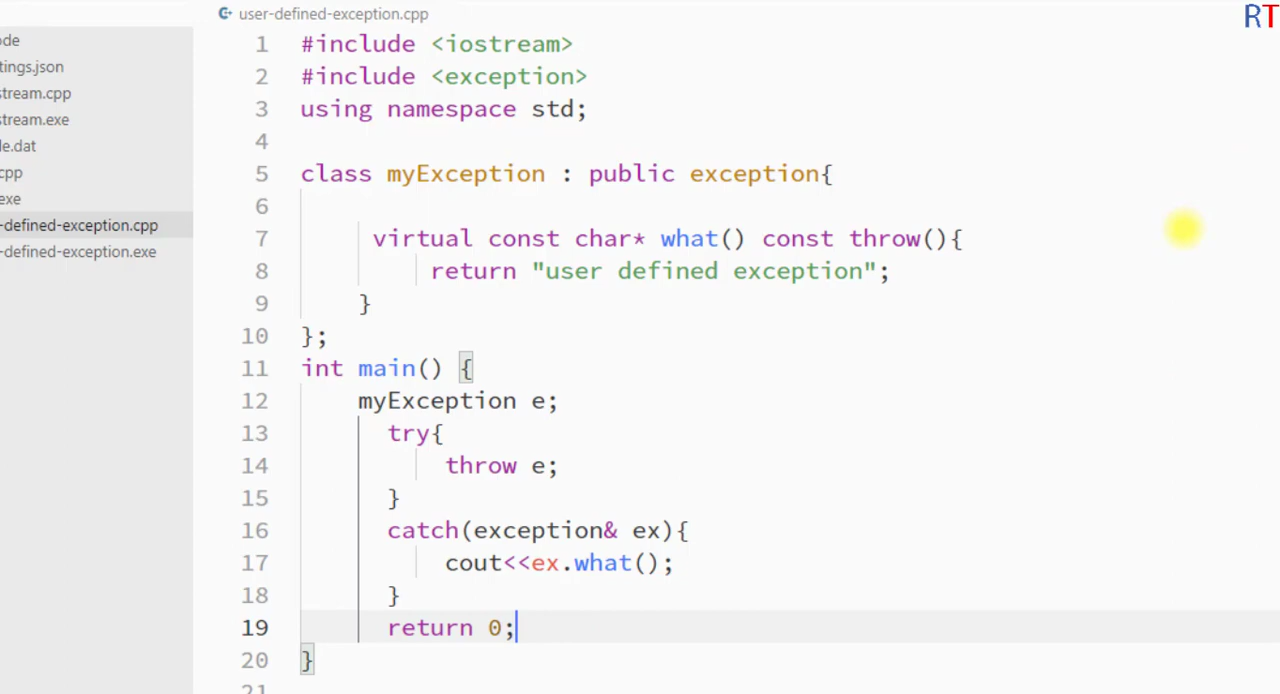 user-defined-exception.cpp
RT
ode
tings.json
stream.cpp
stream.exe
le.dat
cpp
exe
-defined-exception.cpp
-defined-exception.exe
1 #include <iostream>
2 #include <exception>
3 using namespace std;
4
5 class myException : public exception{
6
7 virtual const char* what() const throw(){
8 return "user defined exception";
9 }
10 };
11 int main() {
12 myException e;
13 try{
14 throw e;
15 }
16 catch(exception& ex){
17 cout<<ex.what();
18 }
19 return 0;
20 }
21